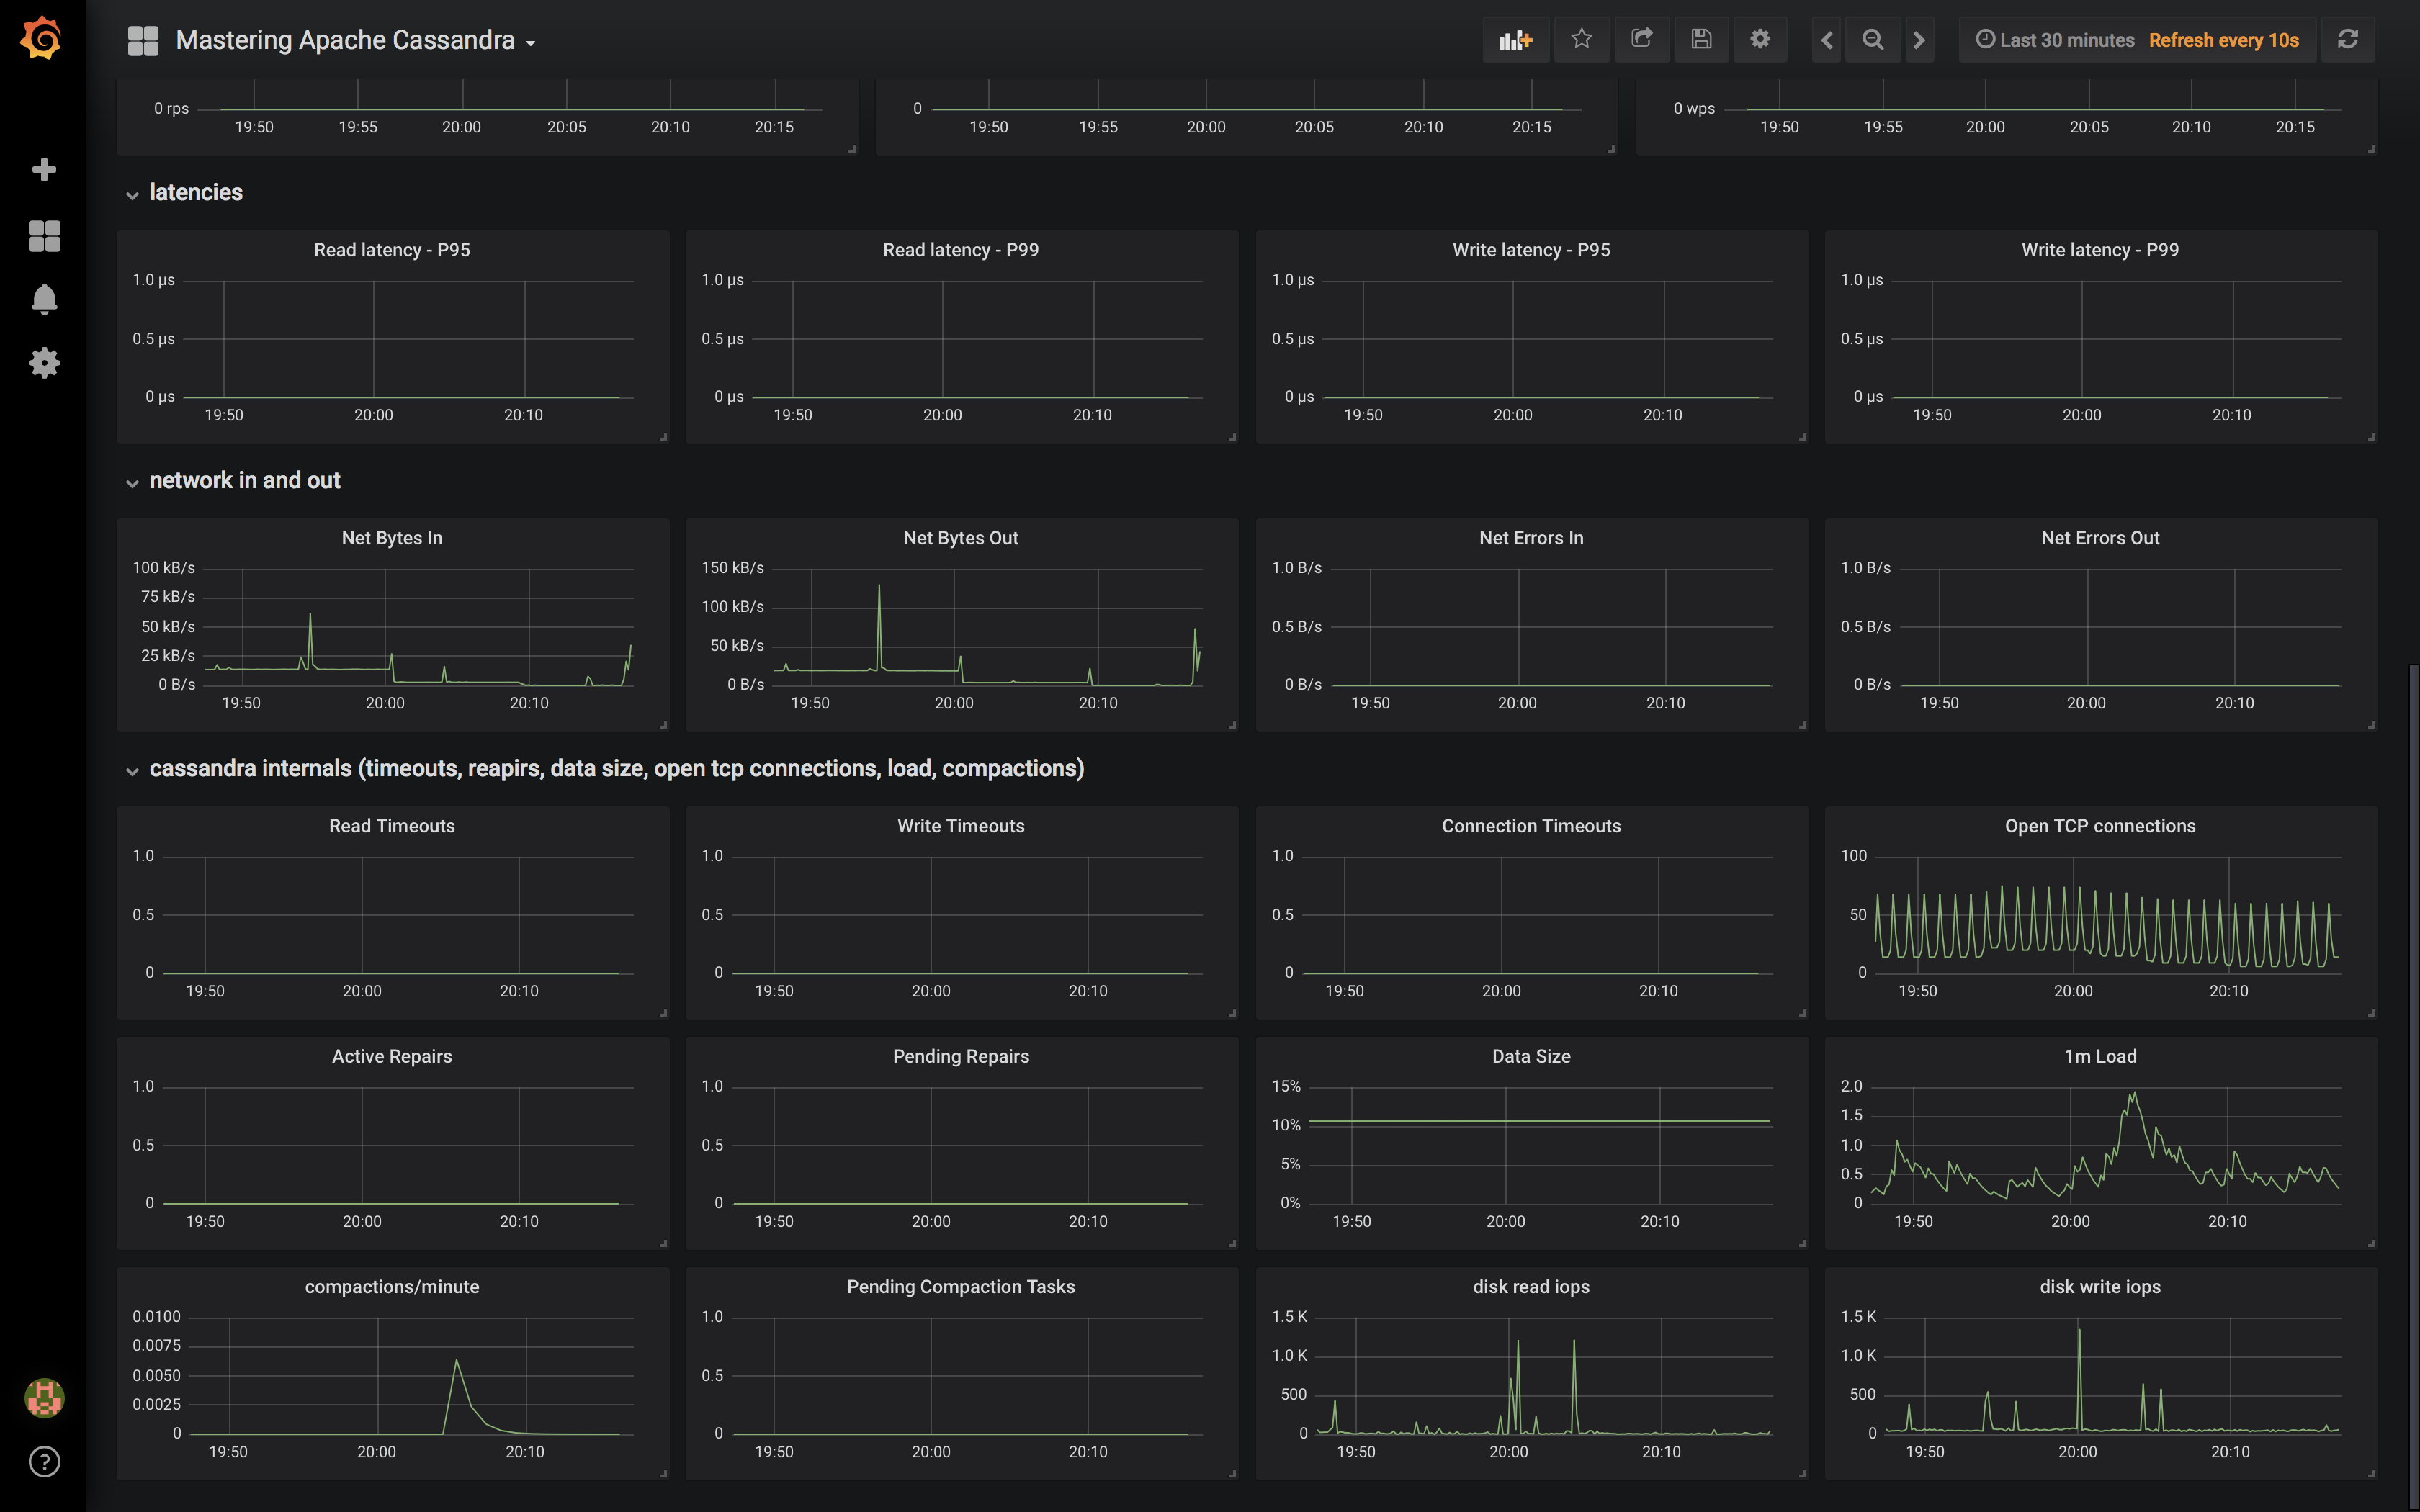 Mastering Apache Cassandra
Last 30 minutes Refresh every 10s
0 rps
19:50 19:55 20:00 20:05 20:10 20:15
0
19:50 19:55 20:00 20:05 20:10 20:15
0 wps
19:50 19:55 20:00 20:05 20:10 20:15
latencies
Read latency - P95
1.0 µs
0.5 µs
0 µs
19:50 20:00 20:10
Read latency - P99
1.0 µs
0.5 µs
0 µs
19:50 20:00 20:10
Write latency - P95
1.0 µs
0.5 µs
0 µs
19:50 20:00 20:10
Write latency - P99
1.0 µs
0.5 µs
0 µs
19:50 20:00 20:10
network in and out
Net Bytes In
100 kB/s
75 kB/s
50 kB/s
25 kB/s
0 B/s
19:50 20:00 20:10
Net Bytes Out
150 kB/s
100 kB/s
50 kB/s
0 B/s
19:50 20:00 20:10
Net Errors In
1.0 B/s
0.5 B/s
0 B/s
19:50 20:00 20:10
Net Errors Out
1.0 B/s
0.5 B/s
0 B/s
19:50 20:00 20:10
cassandra internals (timeouts, reapirs, data size, open tcp connections, load, compactions)
Read Timeouts
1.0
0.5
0
19:50 20:00 20:10
Write Timeouts
1.0
0.5
0
19:50 20:00 20:10
Connection Timeouts
1.0
0.5
0
19:50 20:00 20:10
Open TCP connections
100
50
0
19:50 20:00 20:10
Active Repairs
1.0
0.5
0
19:50 20:00 20:10
Pending Repairs
1.0
0.5
0
19:50 20:00 20:10
Data Size
15%
10%
5%
0%
19:50 20:00 20:10
1m Load
2.0
1.5
1.0
0.5
0
19:50 20:00 20:10
compactions/minute
0.0100
0.0075
0.0050
0.0025
0
19:50 20:00 20:10
Pending Compaction Tasks
1.0
0.5
0
19:50 20:00 20:10
disk read iops
1.5 K
1.0 K
500
0
19:50 20:00 20:10
disk write iops
1.5 K
1.0 K
500
0
19:50 20:00 20:10